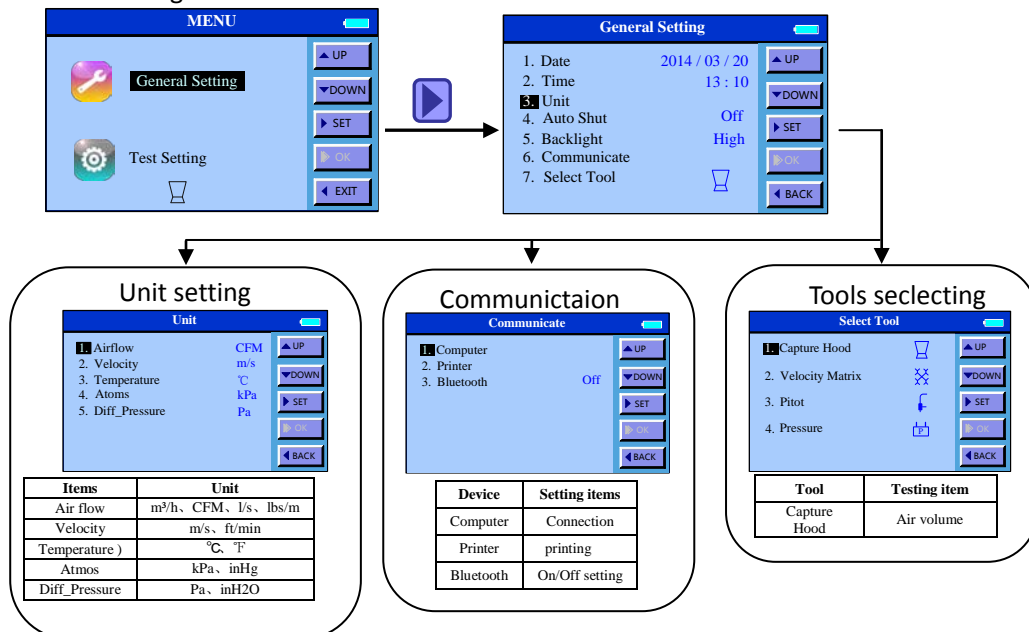 MENU
General Setting
Test Setting
UP
DOWN
SET
OK
EXIT
General Setting
1. Date 2014 / 03 / 20
2. Time 13 : 10
3. Unit
4. Auto Shut Off
5. Backlight High
6. Communicate
7. Select Tool
UP
DOWN
SET
OK
BACK
Unit setting
Unit
1. Airflow CFM
2. Velocity m/s
3. Temperature ℃
4. Atoms kPa
5. Diff_Pressure Pa
UP
DOWN
SET
OK
BACK
Items Unit
Air flow m³/h、CFM、l/s、lbs/m
Velocity m/s、ft/min
Temperature ) ℃、℉
Atmos kPa、inHg
Diff_Pressure Pa、inH2O
Communictaion
Communicate
1. Computer
2. Printer
3. Bluetooth Off
UP
DOWN
SET
OK
BACK
Device Setting items
Computer Connection
Printer printing
Bluetooth On/Off setting
Tools seclecting
Select Tool
1. Capture Hood
2. Velocity Matrix
3. Pitot
4. Pressure P
UP
DOWN
SET
OK
BACK
Tool Testing item
Capture
Hood Air volume